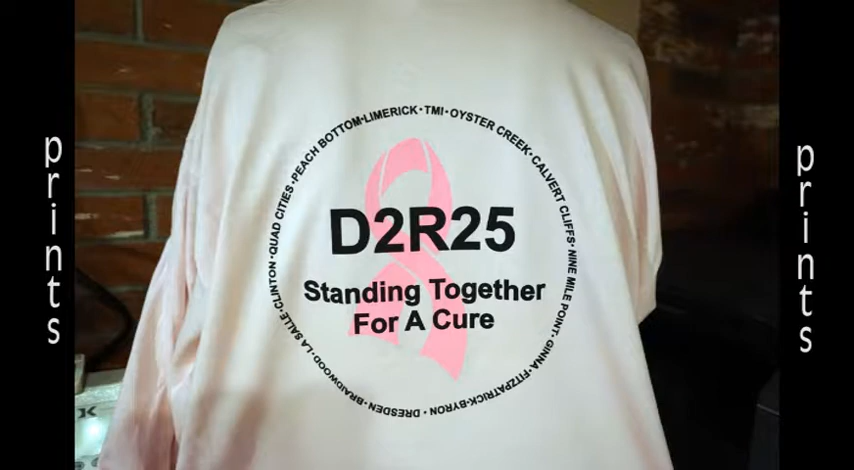 prints
PEACH BOTTOM•LIMERICK•TMI•OYSTER CREEK•CALVERT CLIFFS•NINE MILE POINT•GINNA•FITZPATRICK•BYRON•DRESDEN•BRAIDWOOD•LA SALLE•CLINTON•QUAD CITIES•
D2R25
Standing Together
For A Cure
K
prints